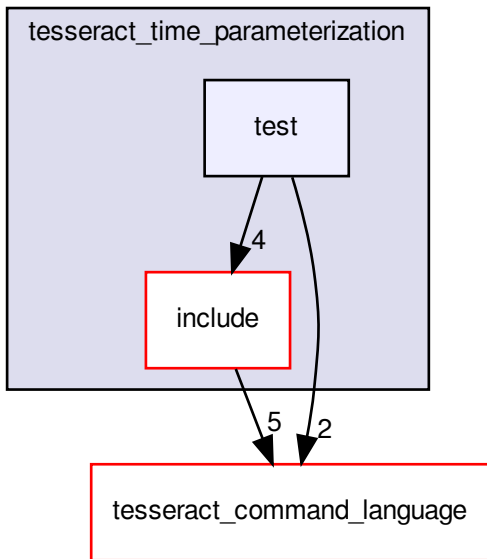 tesseract_time_parameterization
test
4
include
5
2
tesseract_command_language